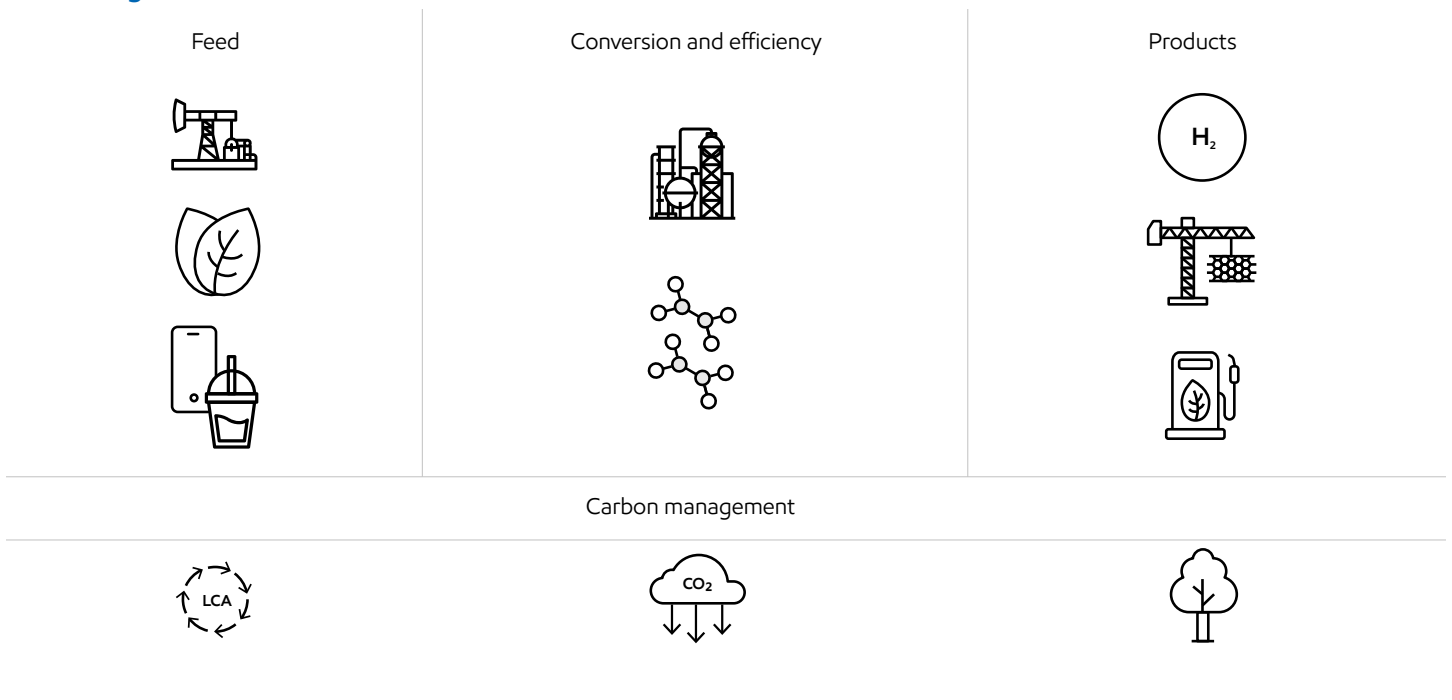 Feed
Conversion and efficiency
Products
H₂
Carbon management
LCA
CO₂